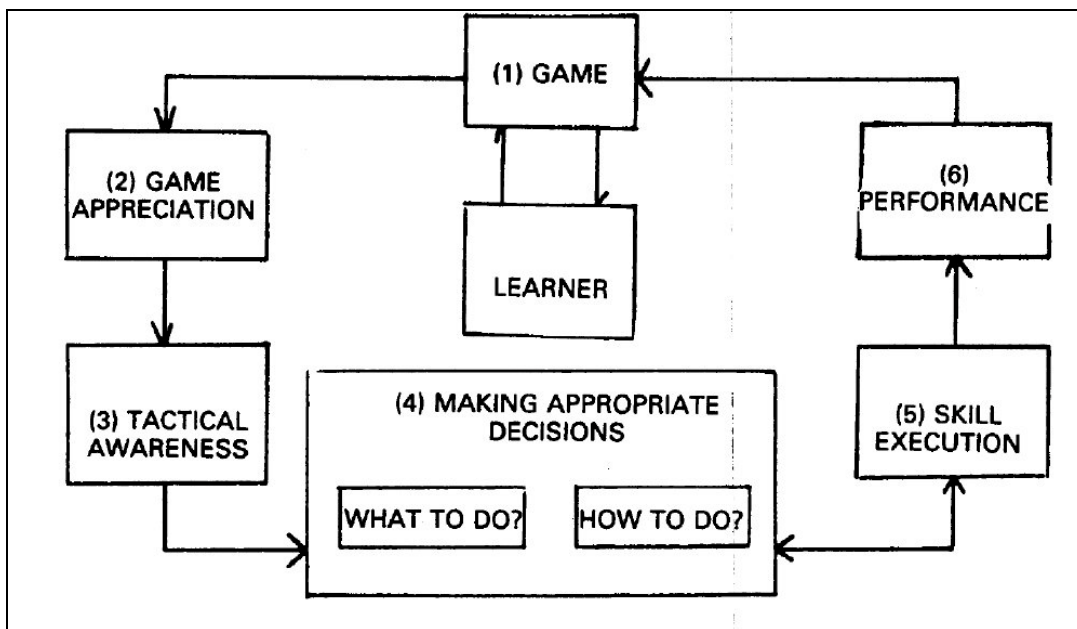 (1) GAME
(2) GAME
APPRECIATION
(6)
PERFORMANCE
LEARNER
(3) TACTICAL
AWARENESS
(4) MAKING APPROPRIATE
DECISIONS
WHAT TO DO?
HOW TO DO?
(5) SKILL
EXECUTION